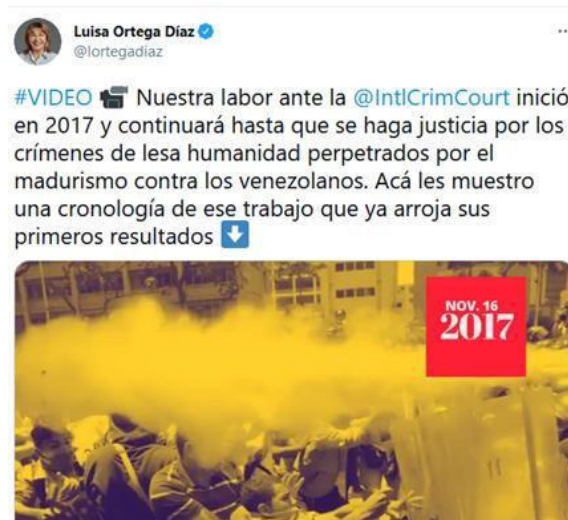 Luisa Ortega Díaz
@lortegadiaz
#VIDEO Nuestra labor ante la @IntlCrimCourt inició
en 2017 y continuará hasta que se haga justicia por los
crímenes de lesa humanidad perpetrados por el
madurismo contra los venezolanos. Acá les muestro
una cronología de ese trabajo que ya arroja sus
primeros resultados
NOV. 16
2017